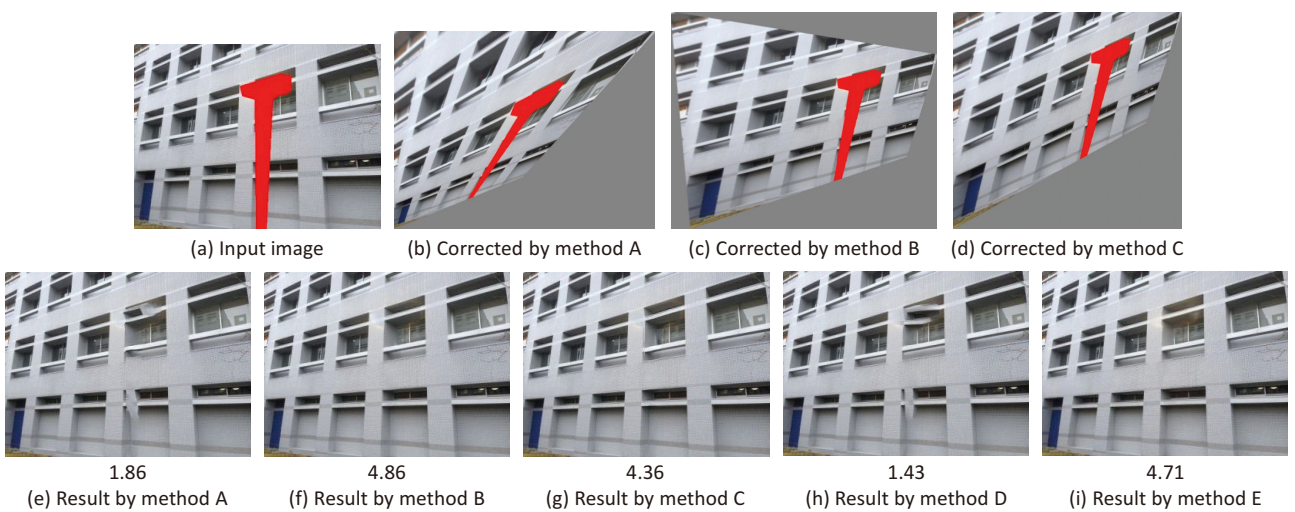 (a) Input image
(b) Corrected by method A
(c) Corrected by method B
(d) Corrected by method C
1.86
4.86
4.36
1.43
4.71
(e) Result by method A
(f) Result by method B
(g) Result by method C
(h) Result by method D
(i) Result by method E